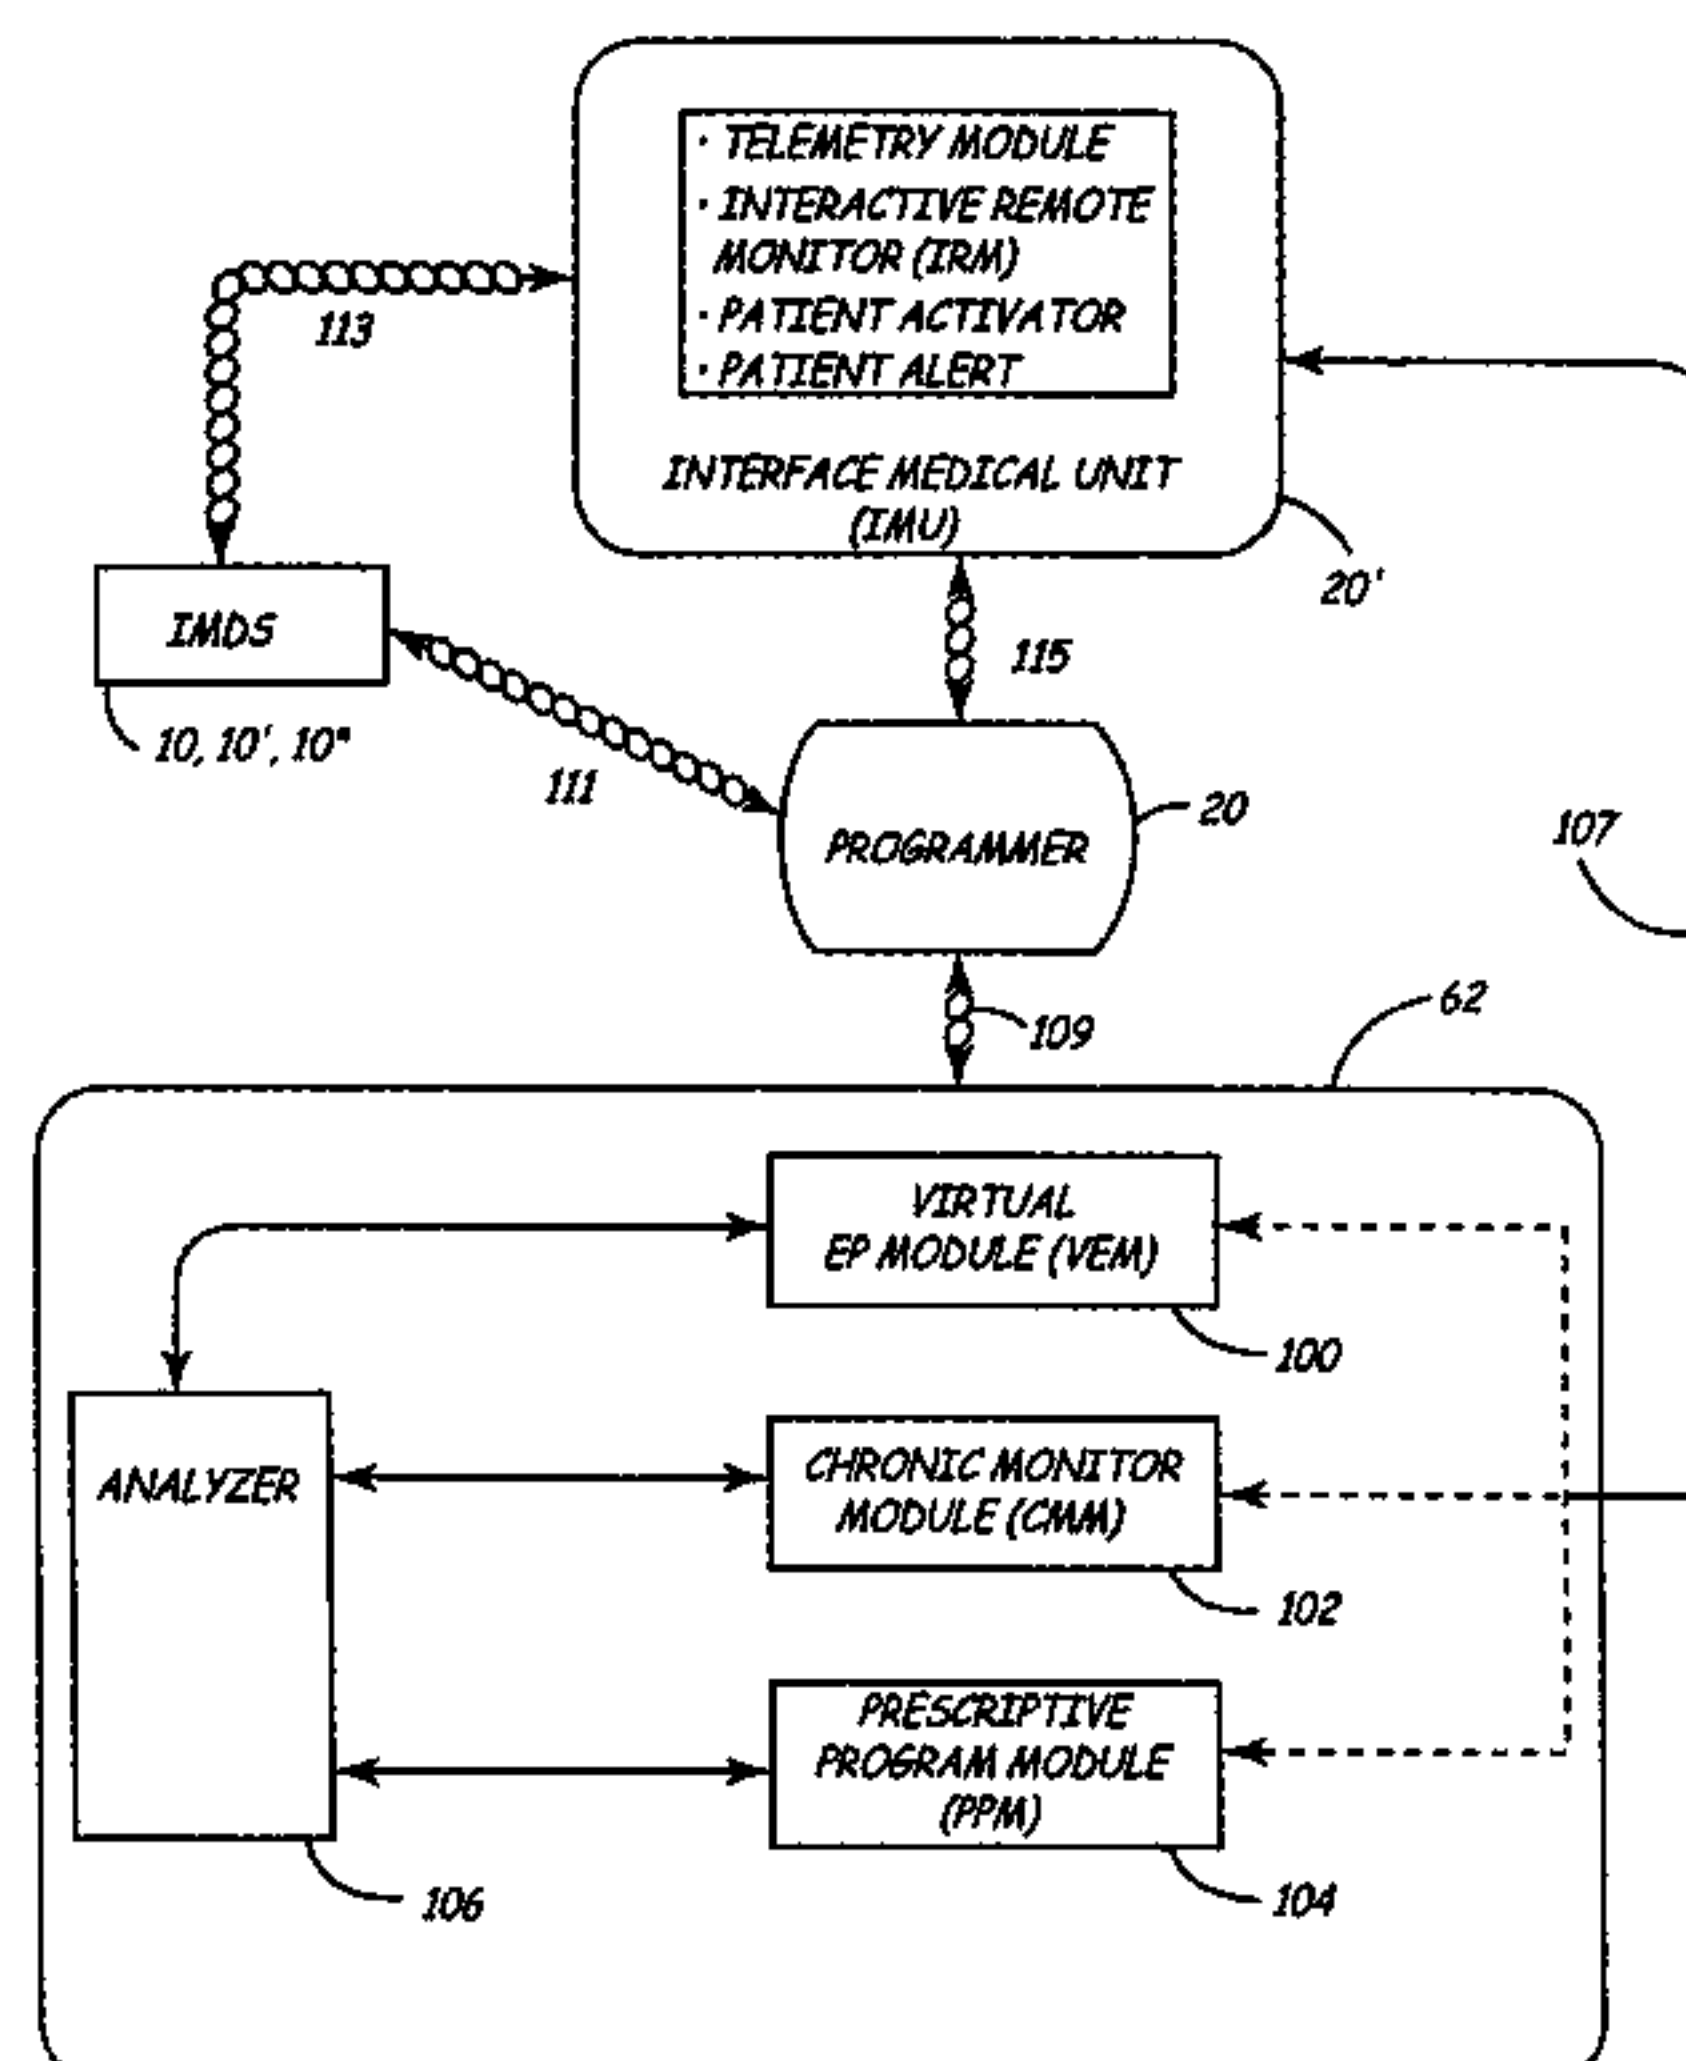 · TELEMETRY MODULE
· INTERACTIVE REMOTE
MONITOR (IRM)
· PATIENT ACTIVATOR
· PATIENT ALERT
INTERFACE MEDICAL UNIT
(IMU)
20'
113
IMDS
10, 10', 10"
115
111
PROGRAMMER
20
107
109
62
VIRTUAL
EP MODULE (VEM)
100
ANALYZER
CHRONIC MONITOR
MODULE (CMM)
102
PRESCRIPTIVE
PROGRAM MODULE
(PPM)
104
106